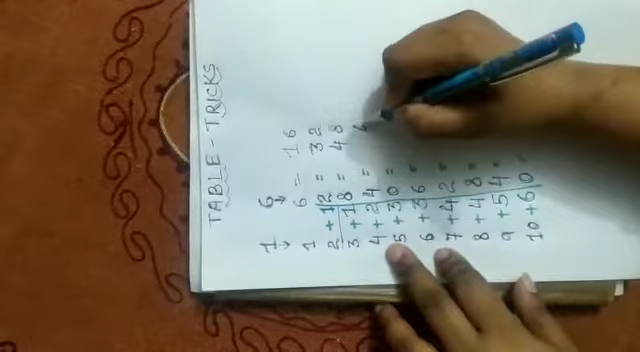 TABLE-TRICKS
1 6
↓ ↓
1 6 = 16
2+12 = 32
3+18 = 48
4+24 = 6
5+30 =
6+36 =
7+42 =
8+48 =
9+54 =
10+60 =